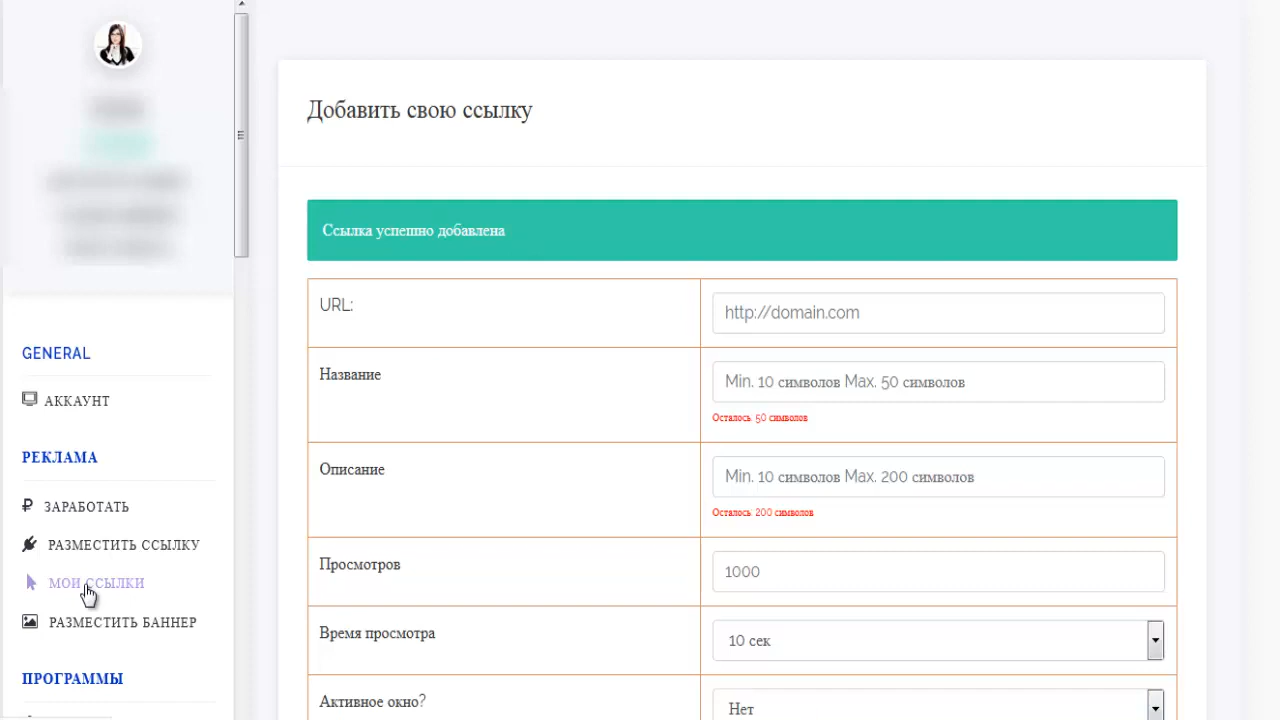 GENERAL
АККАУНТ
РЕКЛАМА
ЗАРАБОТАТЬ
РАЗМЕСТИТЬ ССЫЛКУ
МОИ ССЫЛКИ
РАЗМЕСТИТЬ БАННЕР
ПРОГРАММЫ
Добавить свою ссылку
Ссылка успешно добавлена
URL:
http://domain.com
Название
Min. 10 символов Max. 50 символов
Осталось: 50 символов
Описание
Min. 10 символов Max. 200 символов
Осталось: 200 символов
Просмотров
1000
Время просмотра
10 сек
Активное окно?
Нет